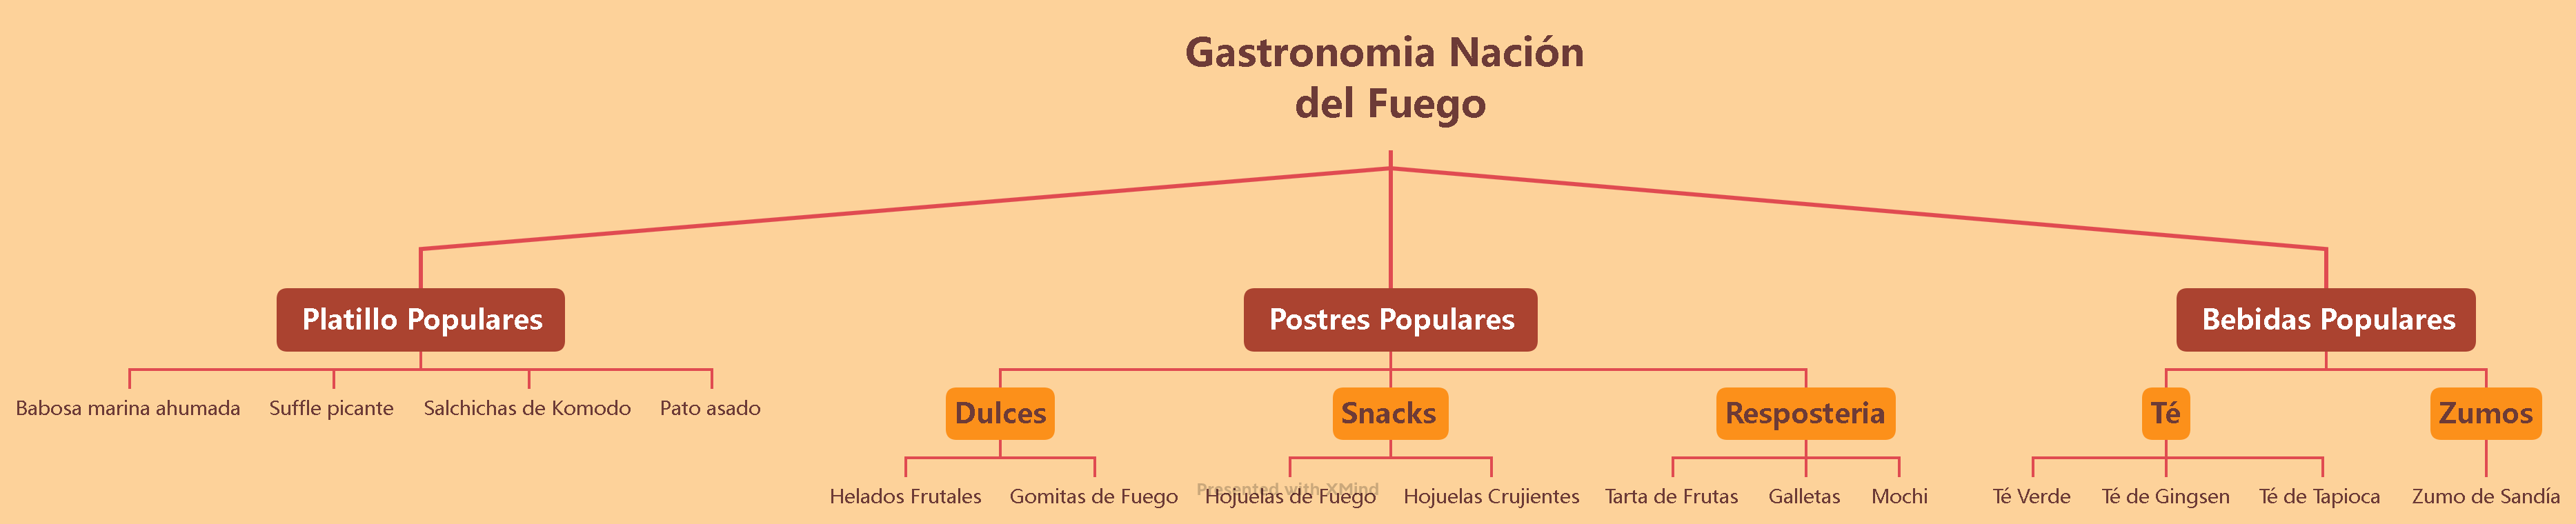 Gastronomia Nación
del Fuego
Platillo Populares
Postres Populares
Bebidas Populares
Babosa marina ahumada
Suffle picante
Salchichas de Komodo
Pato asado
Dulces
Snacks
Resposteria
Té
Zumos
Helados Frutales
Gomitas de Fuego
Hojuelas de Fuego
Hojuelas Crujientes
Tarta de Frutas
Galletas
Mochi
Té Verde
Té de Gingsen
Té de Tapioca
Zumo de Sandía
Presented with XMind